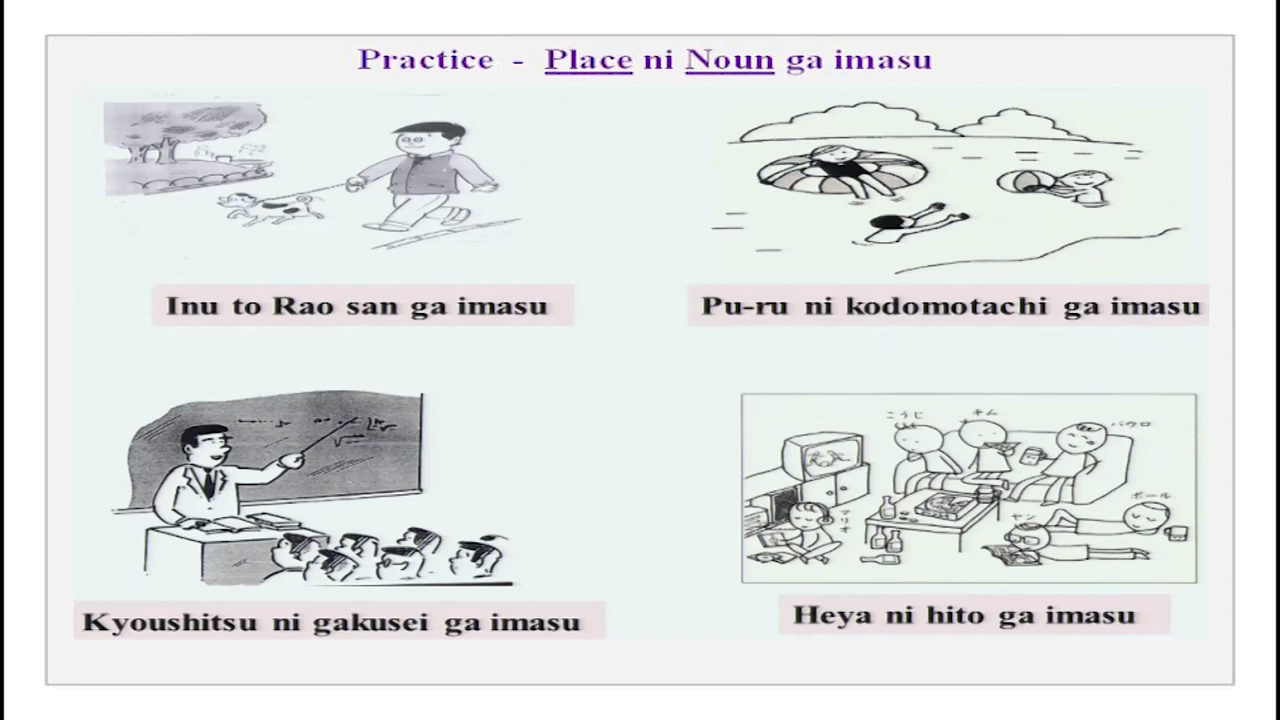 Practice - Place ni Noun ga imasu
Inu to Rao san ga imasu
Pu-ru ni kodomotachi ga imasu
こうじ
キム
パウロ
マリオ
ヤン
ポール
Kyoushitsu ni gakusei ga imasu
Heya ni hito ga imasu